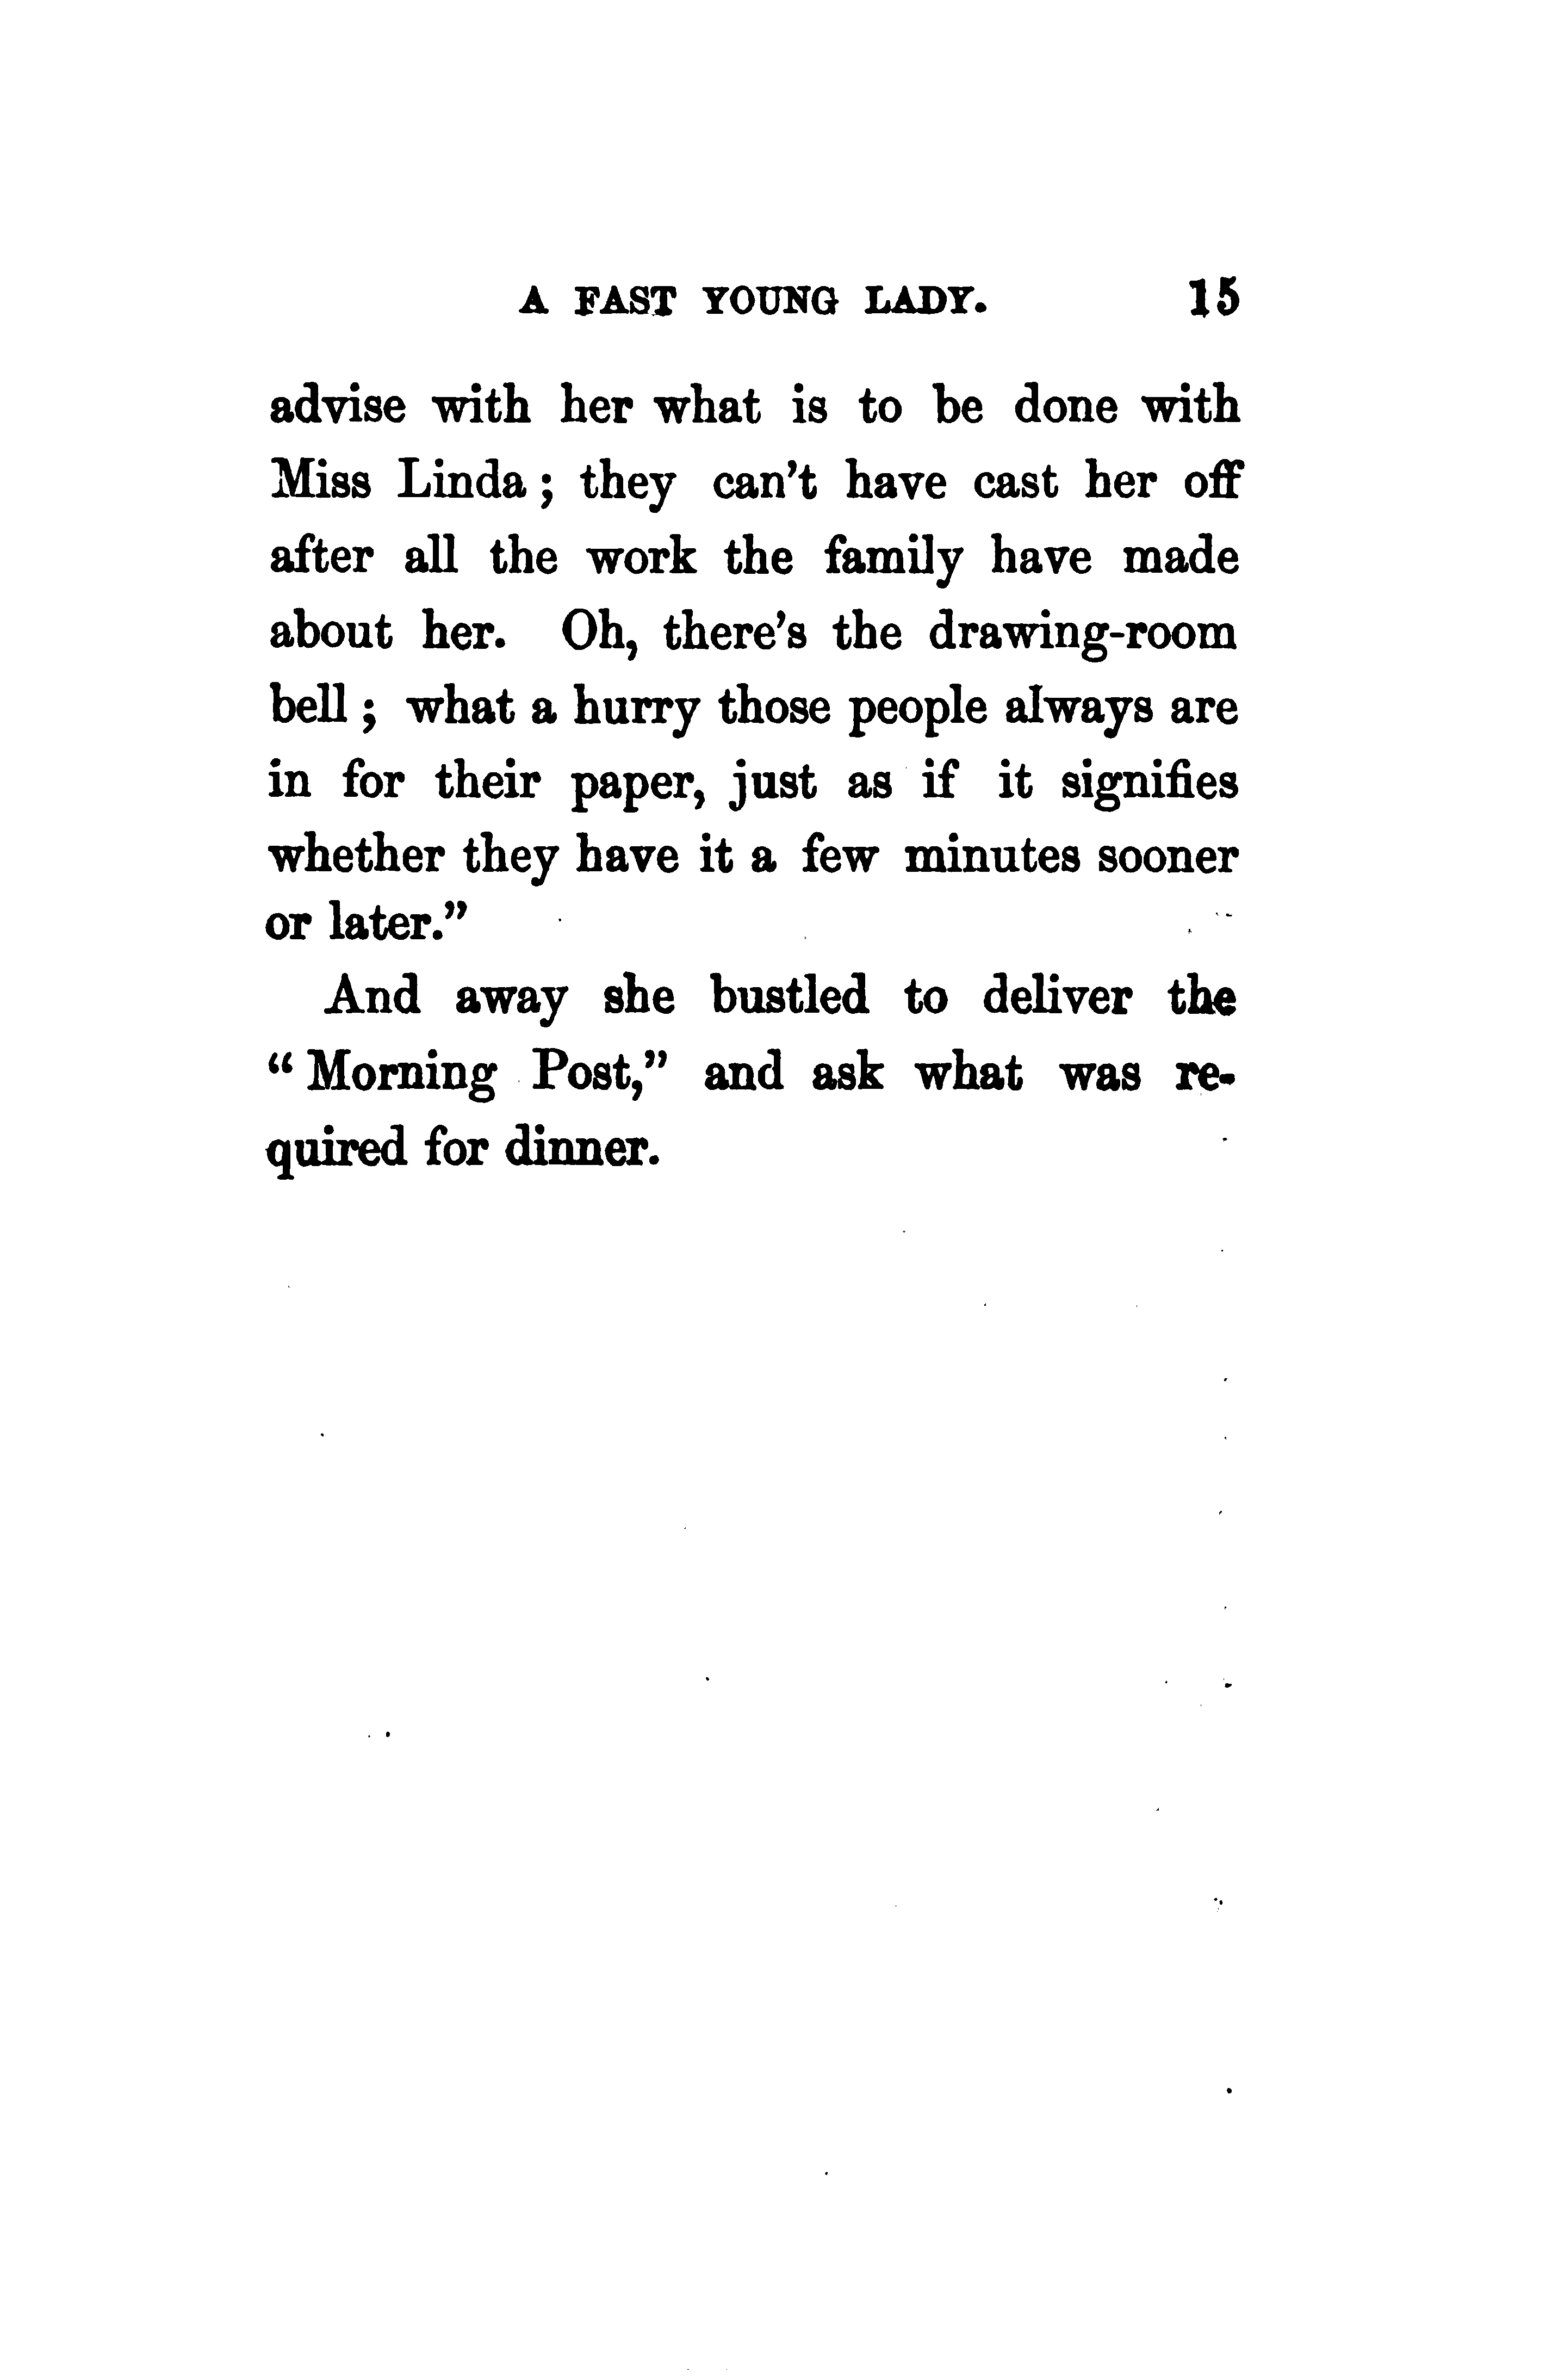 A FAST YOUNG LADY. 15
advise with her what is to be done with
Miss Linda ; they can't have cast her off
after all the work the family have made
about her. Oh, there's the drawing-room
bell ; what a hurry those people always are
in for their paper, just as if it signifies
whether they have it a few minutes sooner
or later.”
And away she bustled to deliver the
“ Morning Post,” and ask what was re-
quired for dinner.